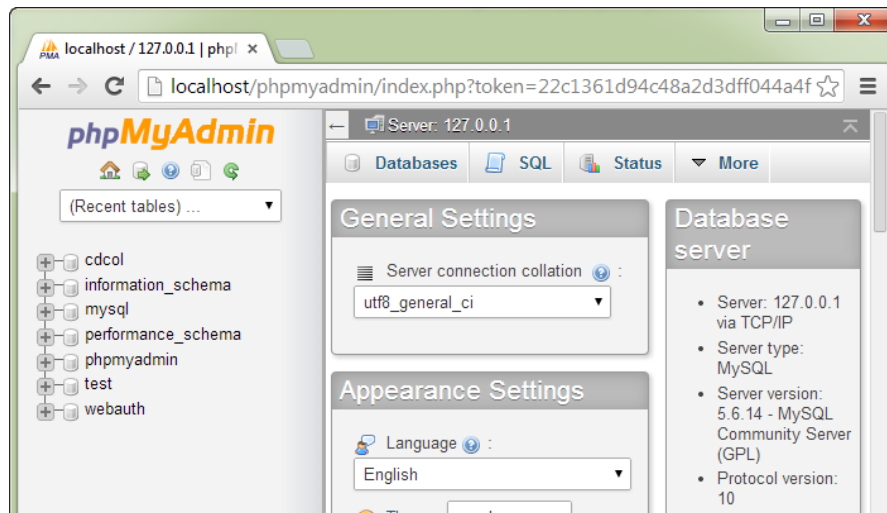 localhost / 127.0.0.1 | phpl
localhost/phpmyadmin/index.php?token=22c1361d94c48a2d3dff044a4f
phpMyAdmin
(Recent tables) ...
cdcol
information_schema
mysql
performance_schema
phpmyadmin
test
webauth
Server: 127.0.0.1
Databases SQL Status More
General Settings
Server connection collation :
utf8_general_ci
Appearance Settings
Language :
English
Database
server
Server: 127.0.0.1
via TCP/IP
Server type:
MySQL
Server version:
5.6.14 - MySQL
Community Server
(GPL)
Protocol version:
10